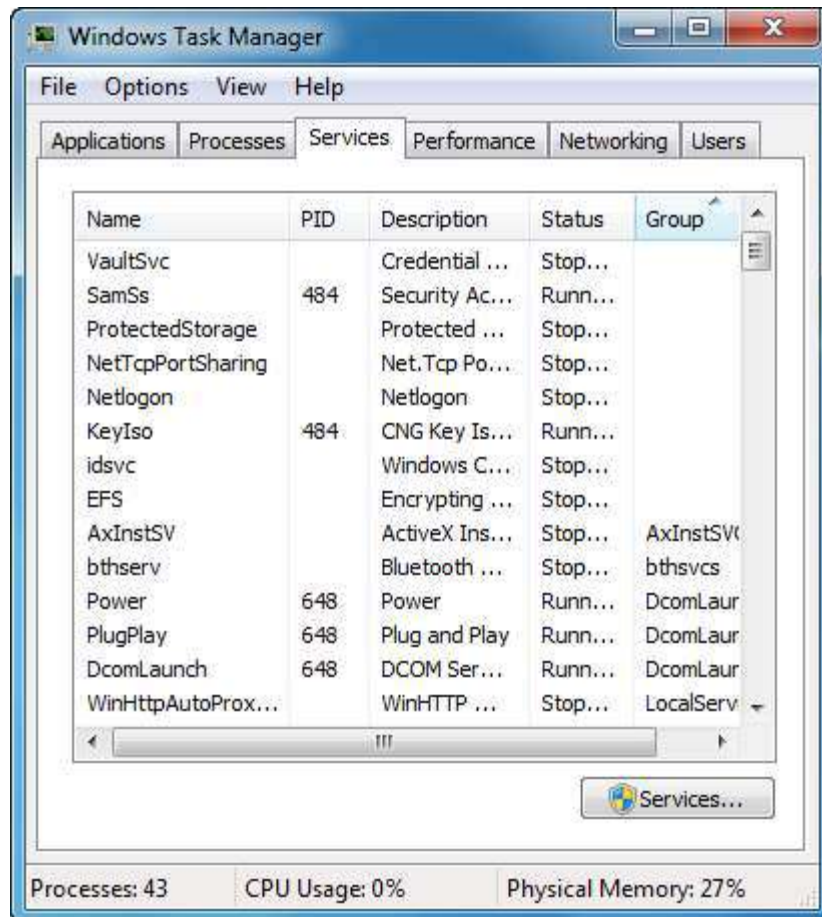 Windows Task Manager
File Options View Help
Applications Processes Services Performance Networking Users
Name PID Description Status Group
VaultSvc Credential ... Stop...
SamSs 484 Security Ac... Runn...
ProtectedStorage Protected ... Stop...
NetTcpPortSharing Net.Tcp Po... Stop...
Netlogon Netlogon Stop...
KeyIso 484 CNG Key Is... Runn...
idsvc Windows C... Stop...
EFS Encrypting ... Stop...
AxInstSV ActiveX Ins... Stop... AxInstSV
bthserv Bluetooth ... Stop... bthsvcs
Power 648 Power Runn... DcomLaur
PlugPlay 648 Plug and Play Runn... DcomLaur
DcomLaunch 648 DCOM Ser... Runn... DcomLaur
WinHttpAutoProx... WinHTTP ... Stop... LocalServ
Services...
Processes: 43 CPU Usage: 0% Physical Memory: 27%